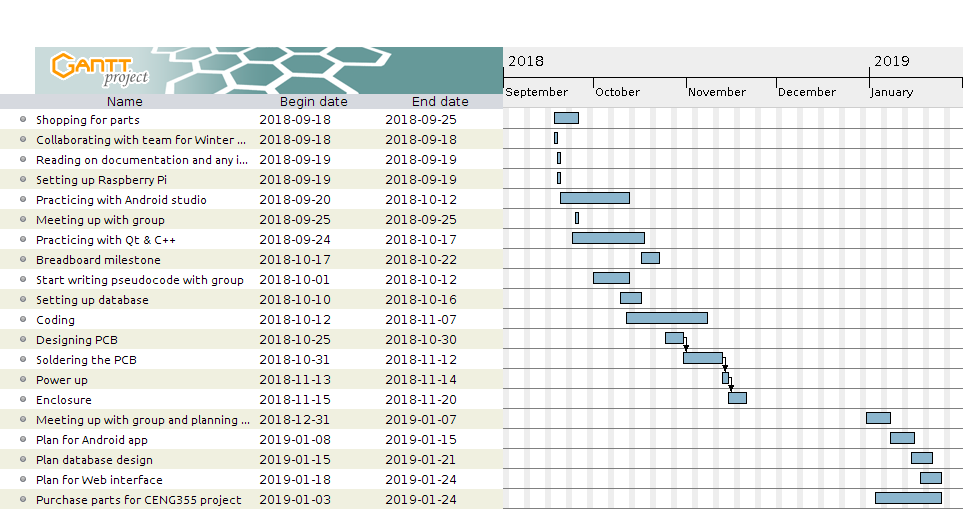 GANTT project
2018 2019
September October November December January
Name Begin date End date
Shopping for parts 2018-09-18 2018-09-25
Collaborating with team for Winter ... 2018-09-18 2018-09-18
Reading on documentation and any i... 2018-09-19 2018-09-19
Setting up Raspberry Pi 2018-09-19 2018-09-19
Practicing with Android studio 2018-09-20 2018-10-12
Meeting up with group 2018-09-25 2018-09-25
Practicing with Qt & C++ 2018-09-24 2018-10-17
Breadboard milestone 2018-10-17 2018-10-22
Start writing pseudocode with group 2018-10-01 2018-10-12
Setting up database 2018-10-10 2018-10-16
Coding 2018-10-12 2018-11-07
Designing PCB 2018-10-25 2018-10-30
Soldering the PCB 2018-10-31 2018-11-12
Power up 2018-11-13 2018-11-14
Enclosure 2018-11-15 2018-11-20
Meeting up with group and planning ... 2018-12-31 2019-01-07
Plan for Android app 2019-01-08 2019-01-15
Plan database design 2019-01-15 2019-01-21
Plan for Web interface 2019-01-18 2019-01-24
Purchase parts for CENG355 project 2019-01-03 2019-01-24